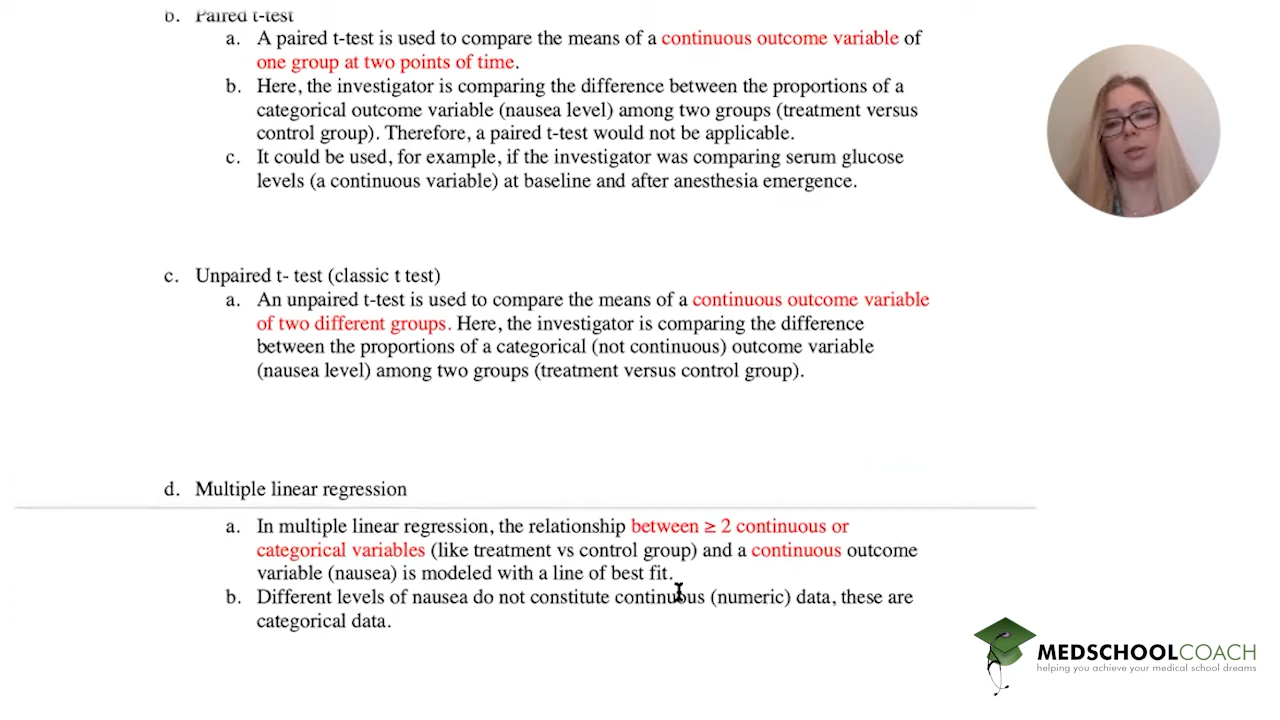 b. Paired t-test
a. A paired t-test is used to compare the means of a continuous outcome variable of
one group at two points of time.
b. Here, the investigator is comparing the difference between the proportions of a
categorical outcome variable (nausea level) among two groups (treatment versus
control group). Therefore, a paired t-test would not be applicable.
c. It could be used, for example, if the investigator was comparing serum glucose
levels (a continuous variable) at baseline and after anesthesia emergence.
c. Unpaired t- test (classic t test)
a. An unpaired t-test is used to compare the means of a continuous outcome variable
of two different groups. Here, the investigator is comparing the difference
between the proportions of a categorical (not continuous) outcome variable
(nausea level) among two groups (treatment versus control group).
d. Multiple linear regression
a. In multiple linear regression, the relationship between ≥ 2 continuous or
categorical variables (like treatment vs control group) and a continuous outcome
variable (nausea) is modeled with a line of best fit.
b. Different levels of nausea do not constitute continuous (numeric) data, these are
categorical data.
MEDSCHOOLCOACH
helping you achieve your medical school dreams